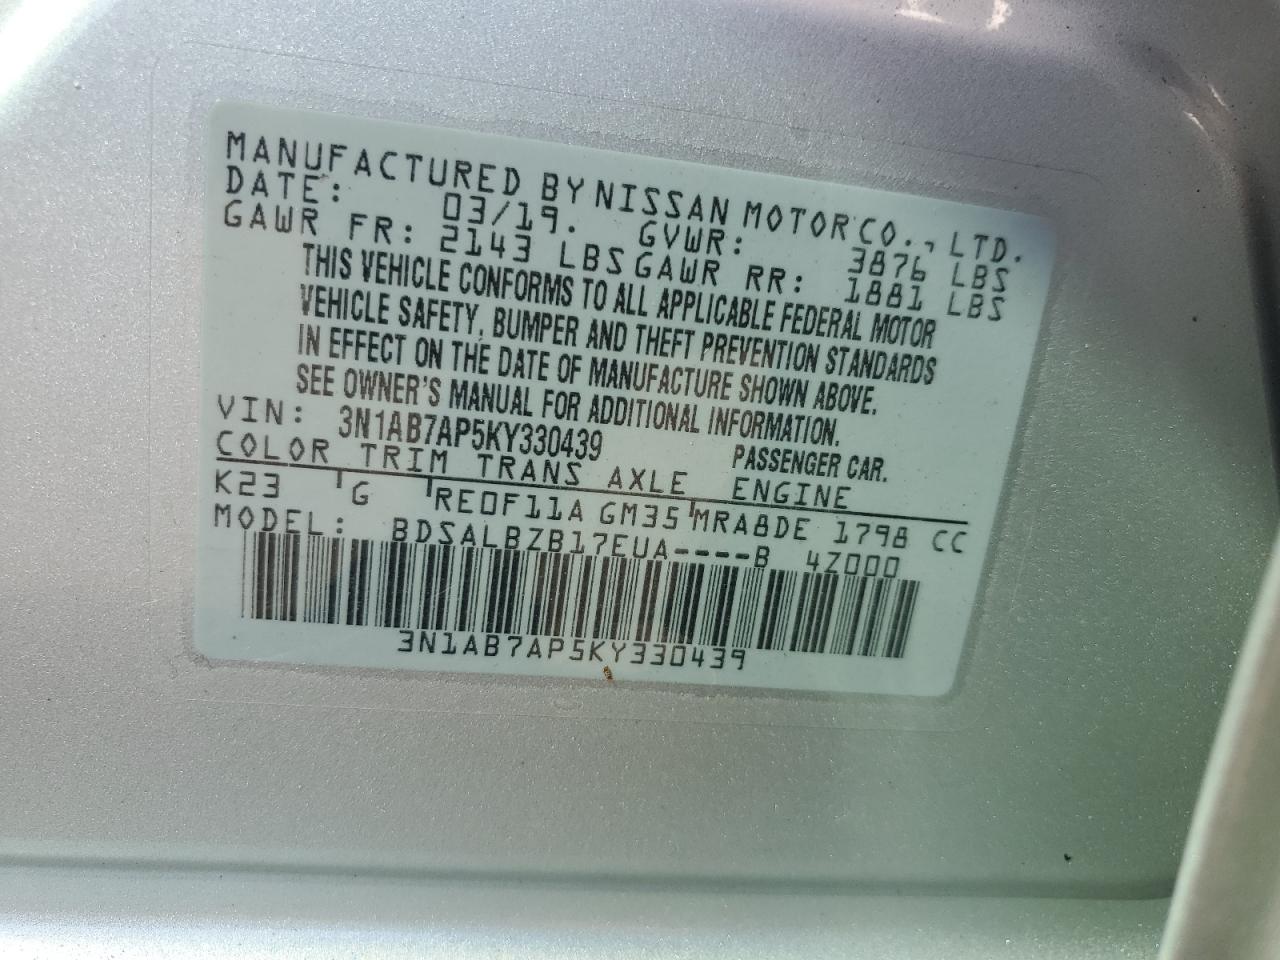 MANUFACTURED BY NISSAN MOTOR CO., LTD.
DATE: 03/19. GVWR: 3876 LBS
GAWR FR: 2143 LBS GAWR RR: 1881 LBS
THIS VEHICLE CONFORMS TO ALL APPLICABLE FEDERAL MOTOR
VEHICLE SAFETY, BUMPER AND THEFT PREVENTION STANDARDS
IN EFFECT ON THE DATE OF MANUFACTURE SHOWN ABOVE.
SEE OWNER'S MANUAL FOR ADDITIONAL INFORMATION.
VIN: 3N1AB7AP5KY330439 PASSENGER CAR.
COLOR TRIM TRANS AXLE ENGINE
K23 G RE0F11A GM35 MRA8DE 1798 CC
MODEL: BDSALBZB17EUA----B 4Z000
3N1AB7AP5KY330439